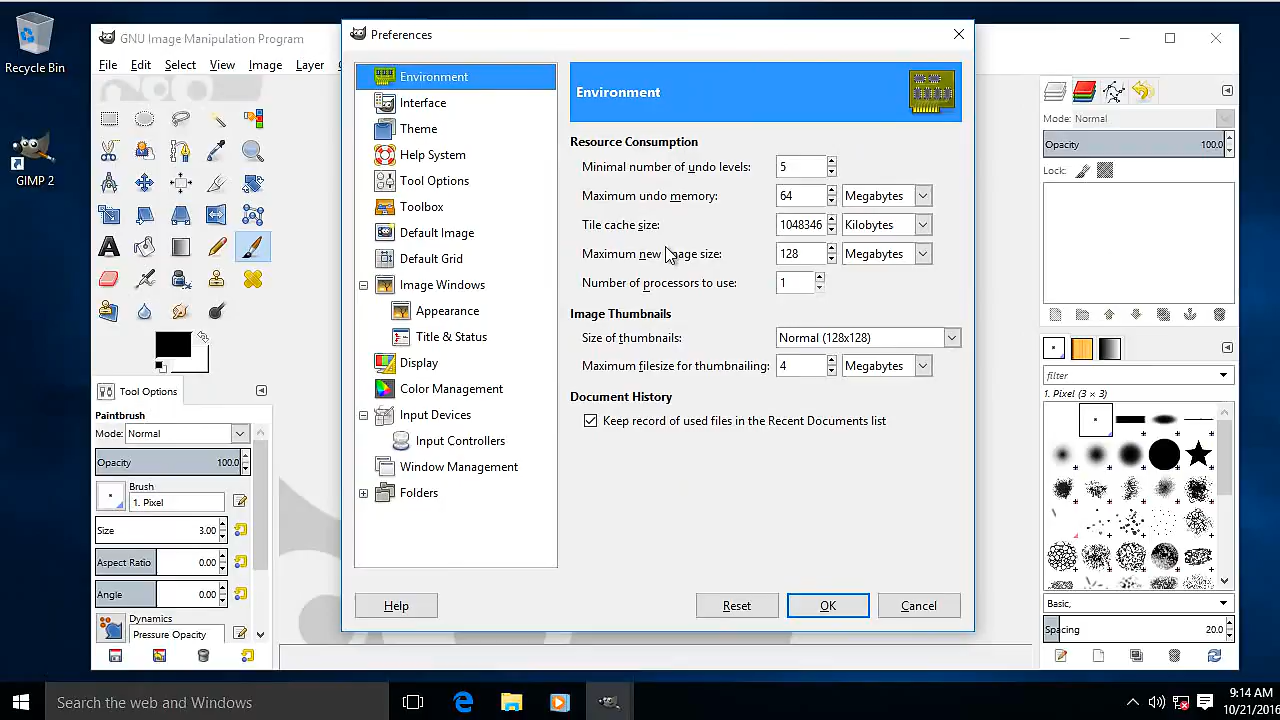 Recycle Bin
GIMP 2
GNU Image Manipulation Program
File Edit Select View Image Layer
Tool Options
Paintbrush
Mode: Normal
Opacity 100.0
Brush
1. Pixel
Size 3.00
Aspect Ratio 0.00
Angle 0.00
Dynamics
Pressure Opacity
Preferences
Environment
Interface
Theme
Help System
Tool Options
Toolbox
Default Image
Default Grid
Image Windows
Appearance
Title & Status
Display
Color Management
Input Devices
Input Controllers
Window Management
Folders
Environment
Resource Consumption
Minimal number of undo levels: 5
Maximum undo memory: 64 Megabytes
Tile cache size: 1048346 Kilobytes
Maximum new image size: 128 Megabytes
Number of processors to use: 1
Image Thumbnails
Size of thumbnails: Normal (128x128)
Maximum filesize for thumbnailing: 4 Megabytes
Document History
Keep record of used files in the Recent Documents list
Help Reset OK Cancel
Mode: Normal
Opacity 100.0
Lock:
filter
1. Pixel (3 × 3)
Basic,
Spacing 20.0
Search the web and Windows
9:14 AM
10/21/2016